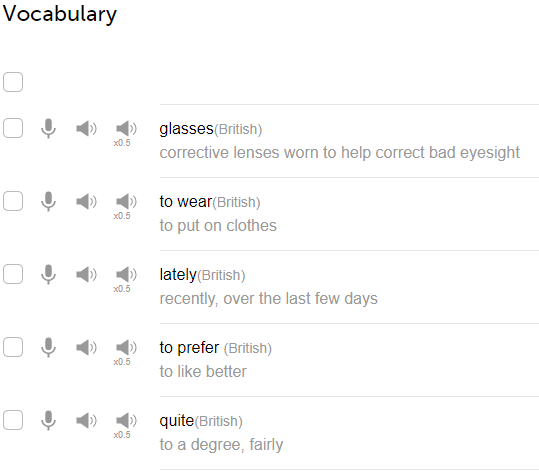 Vocabulary
x0.5
glasses(British)
corrective lenses worn to help correct bad eyesight
x0.5
to wear(British)
to put on clothes
x0.5
lately(British)
recently, over the last few days
x0.5
to prefer (British)
to like better
x0.5
quite(British)
to a degree, fairly